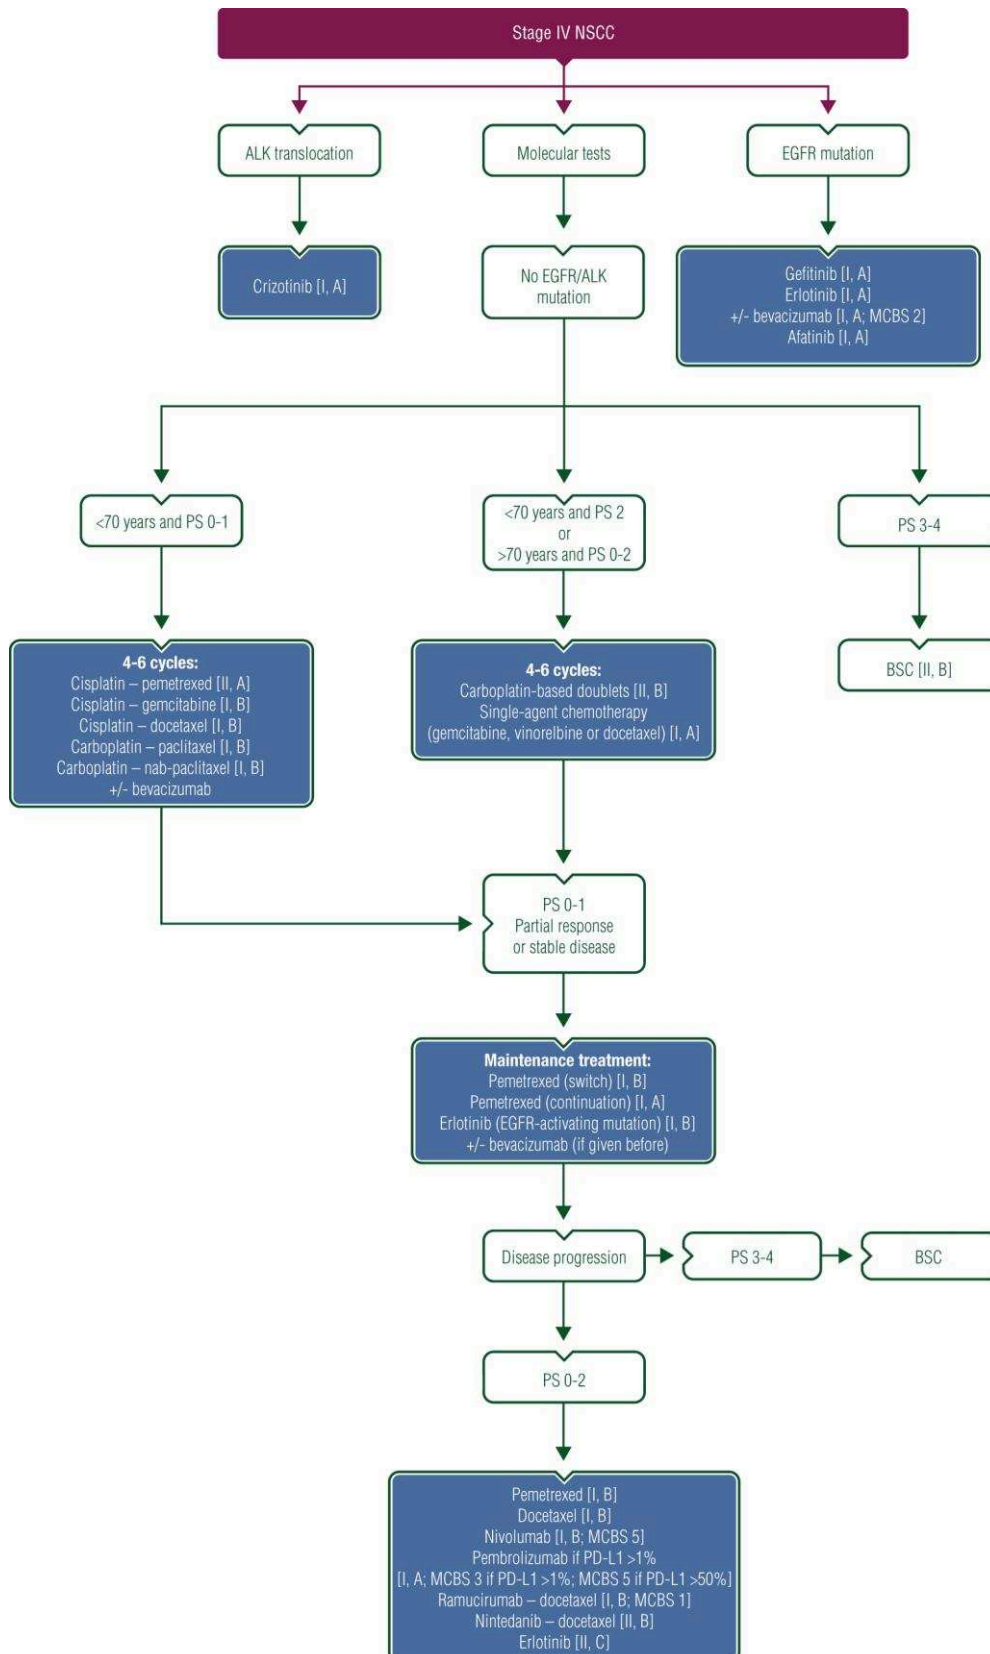 Stage IV NSCC
ALK translocation
Molecular tests
EGFR mutation
Crizotinib [I, A]
No EGFR/ALK
mutation
Gefitinib [I, A]
Erlotinib [I, A]
+/- bevacizumab [I, A; MCBS 2]
Afatinib [I, A]
<70 years and PS 0-1
<70 years and PS 2
or
>70 years and PS 0-2
PS 3-4
4-6 cycles:
Cisplatin – pemetrexed [II, A]
Cisplatin – gemcitabine [I, B]
Cisplatin – docetaxel [I, B]
Carboplatin – paclitaxel [I, B]
Carboplatin – nab-paclitaxel [I, B]
+/- bevacizumab
4-6 cycles:
Carboplatin-based doublets [II, B]
Single-agent chemotherapy
(gemcitabine, vinorelbine or docetaxel) [I, A]
BSC [II, B]
PS 0-1
Partial response
or stable disease
Maintenance treatment:
Pemetrexed (switch) [I, B]
Pemetrexed (continuation) [I, A]
Erlotinib (EGFR-activating mutation) [I, B]
+/- bevacizumab (if given before)
Disease progression
PS 3-4
BSC
PS 0-2
Pemetrexed [I, B]
Docetaxel [I, B]
Nivolumab [I, B; MCBS 5]
Pembrolizumab if PD-L1 >1%
[I, A; MCBS 3 if PD-L1 >1%; MCBS 5 if PD-L1 >50%]
Ramucirumab – docetaxel [I, B; MCBS 1]
Nintedanib – docetaxel [II, B]
Erlotinib [II, C]